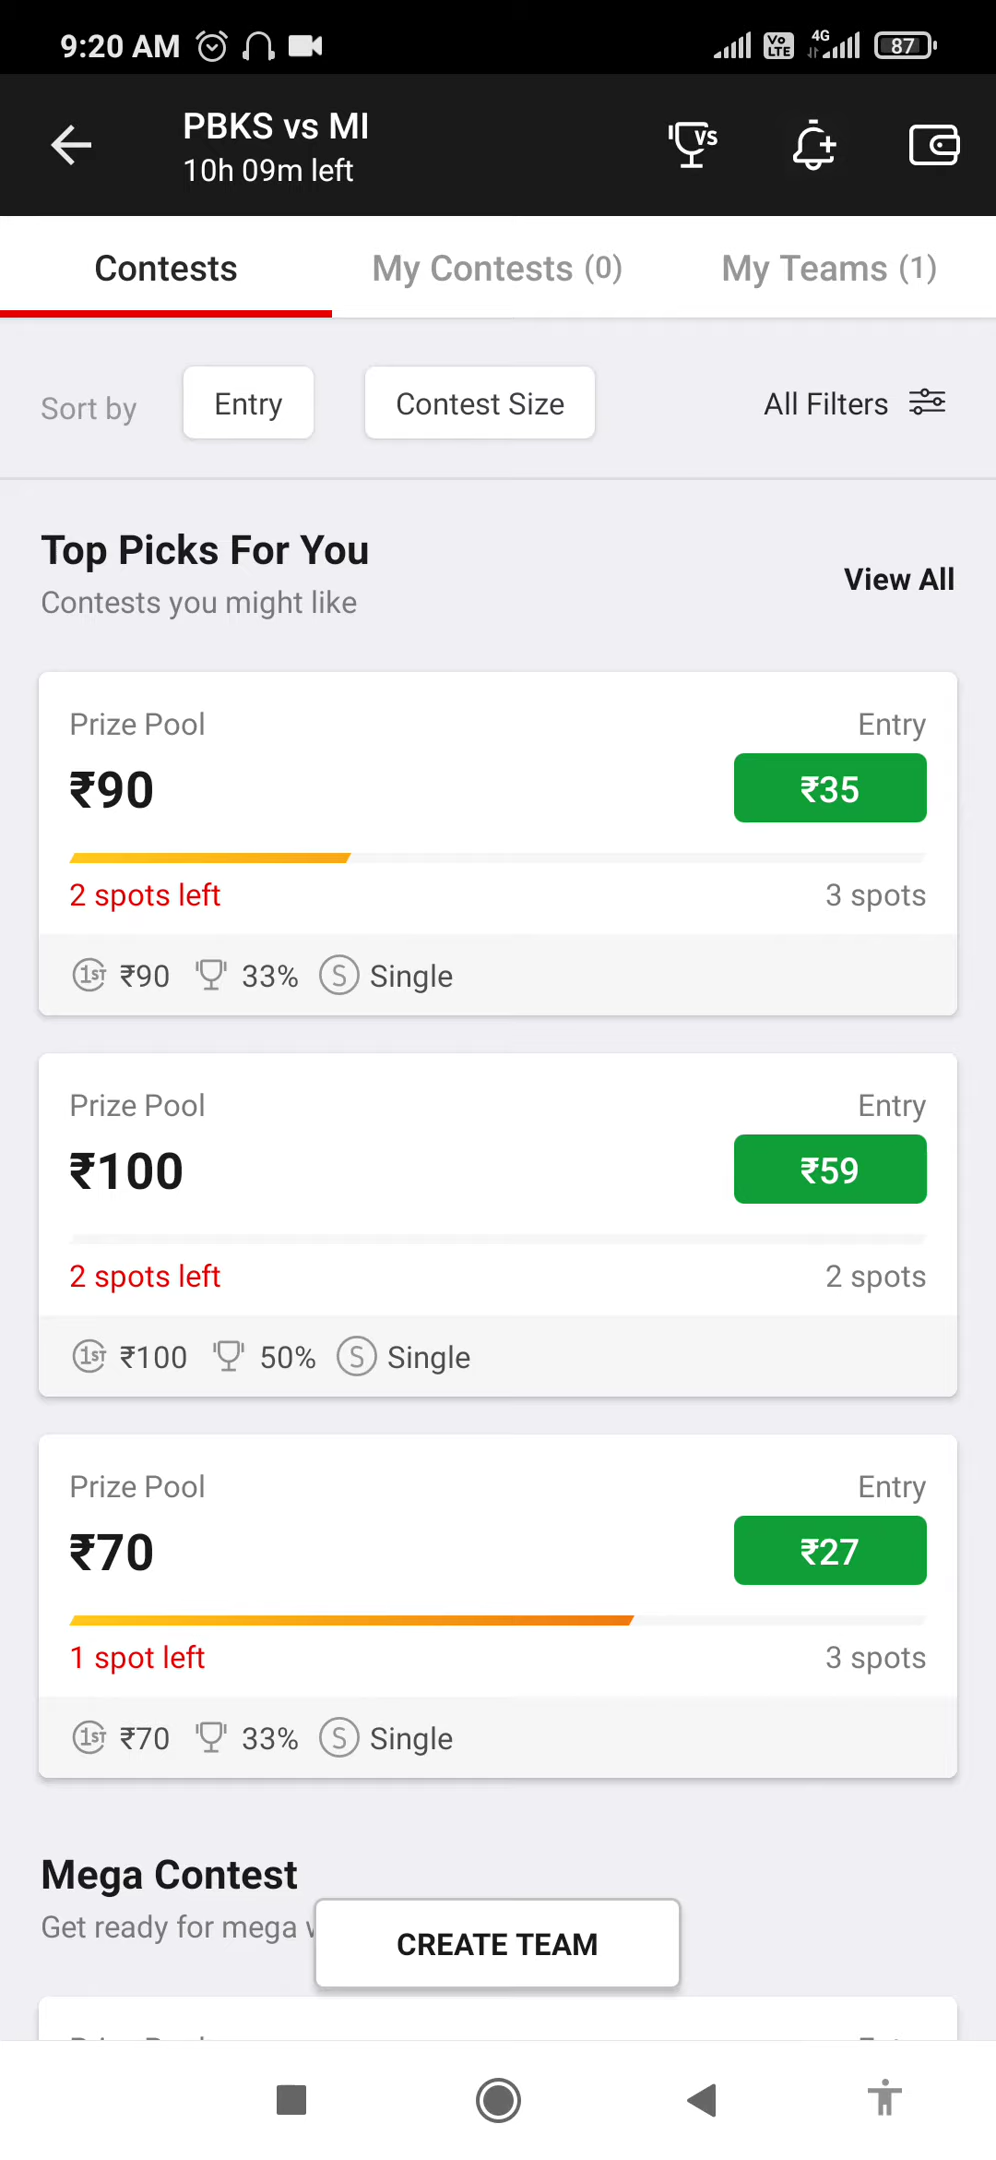 9:20 AM
Vo LTE 4G 87
PBKS vs MI
10h 09m left
VS
Contests
My Contests (0)
My Teams (1)
Sort by
Entry
Contest Size
All Filters
Top Picks For You
Contests you might like
View All
Prize Pool
Entry
₹90
₹35
2 spots left
3 spots
1ST ₹90 33% S Single
Prize Pool
Entry
₹100
₹59
2 spots left
2 spots
1ST ₹100 50% S Single
Prize Pool
Entry
₹70
₹27
1 spot left
3 spots
1ST ₹70 33% S Single
Mega Contest
Get ready for mega
CREATE TEAM